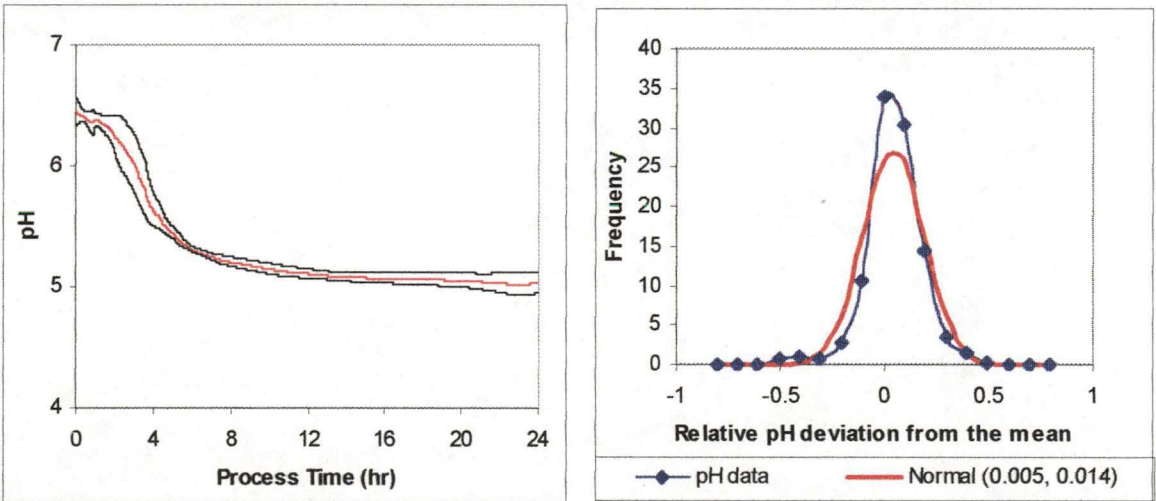 7
6
5
4
pH
0 4 8 12 16 20 24
Process Time (hr)
40
35
30
25
20
15
10
5
0
Frequency
-1 -0.5 0 0.5 1
Relative pH deviation from the mean
pH data Normal (0.005, 0.014)